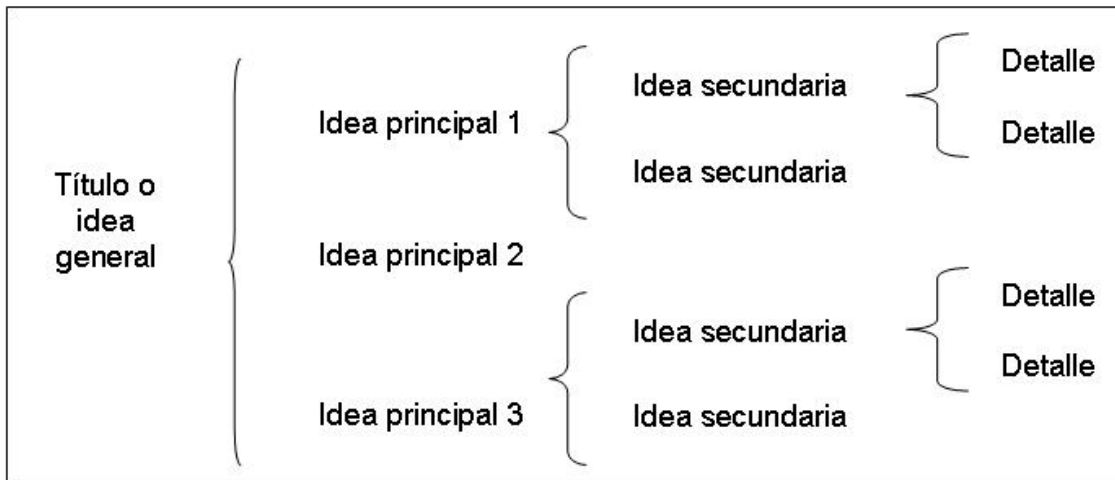 Título o
idea
general
Idea principal 1
Idea secundaria
Detalle
Detalle
Idea secundaria
Idea principal 2
Idea principal 3
Idea secundaria
Detalle
Detalle
Idea secundaria